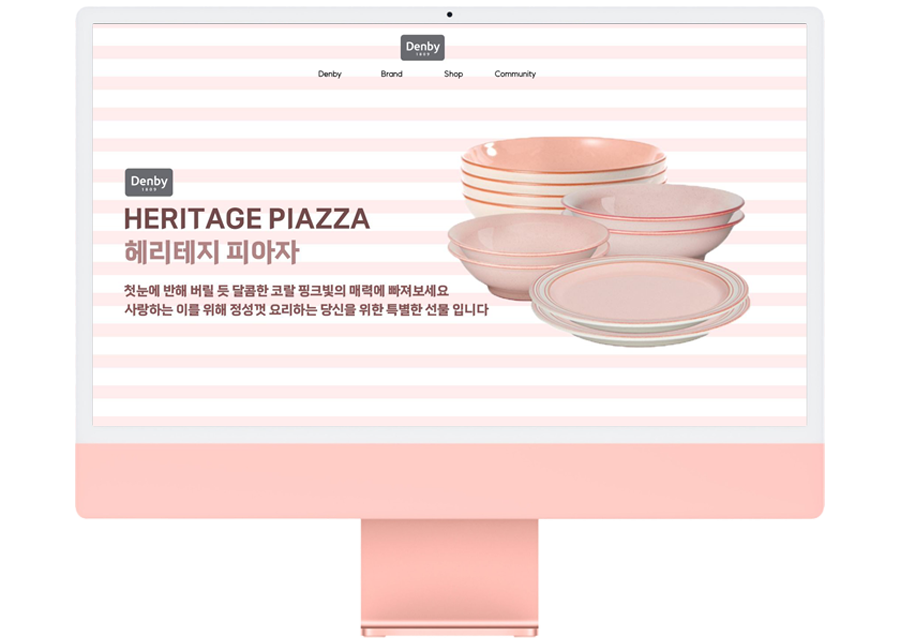 Denby
1809
Denby Brand Shop Community
Denby
1809
HERITAGE PIAZZA
헤리테지 피아자
첫눈에 반해 버릴 듯 달콤한 코랄 핑크빛의 매력에 빠져보세요
사랑하는 이를 위해 정성껏 요리하는 당신을 위한 특별한 선물 입니다